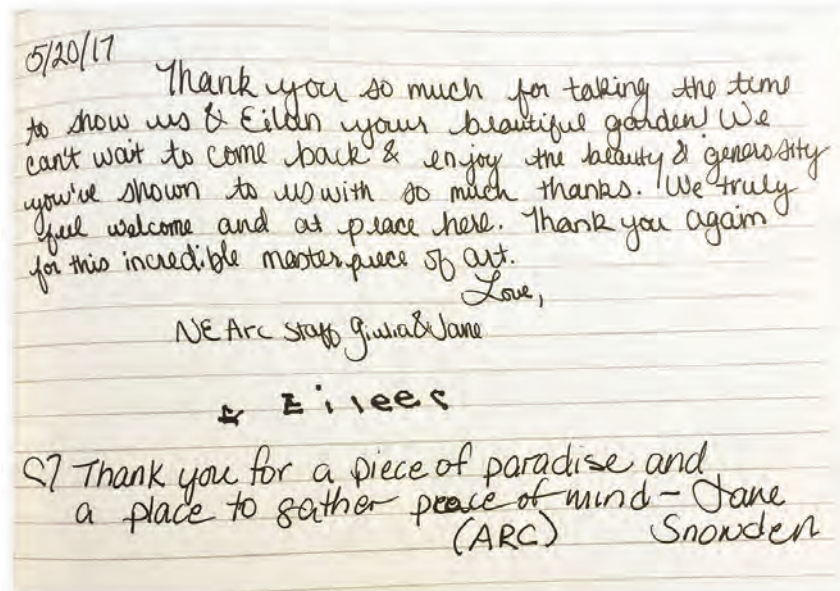 5/20/17
Thank you so much for taking the time
to show us & Eileen your beautiful garden! We
can't wait to come back & enjoy the beauty & generosity
you've shown to us with so much thanks. We truly
feel welcome and at peace here. Thank you again
for this incredible masterpiece of art.
Love,
NE Arc staff Giulia & Jane
& Eileen
♡ Thank you for a piece of paradise and
a place to gather peace of mind - Jane
(ARC) Snowden